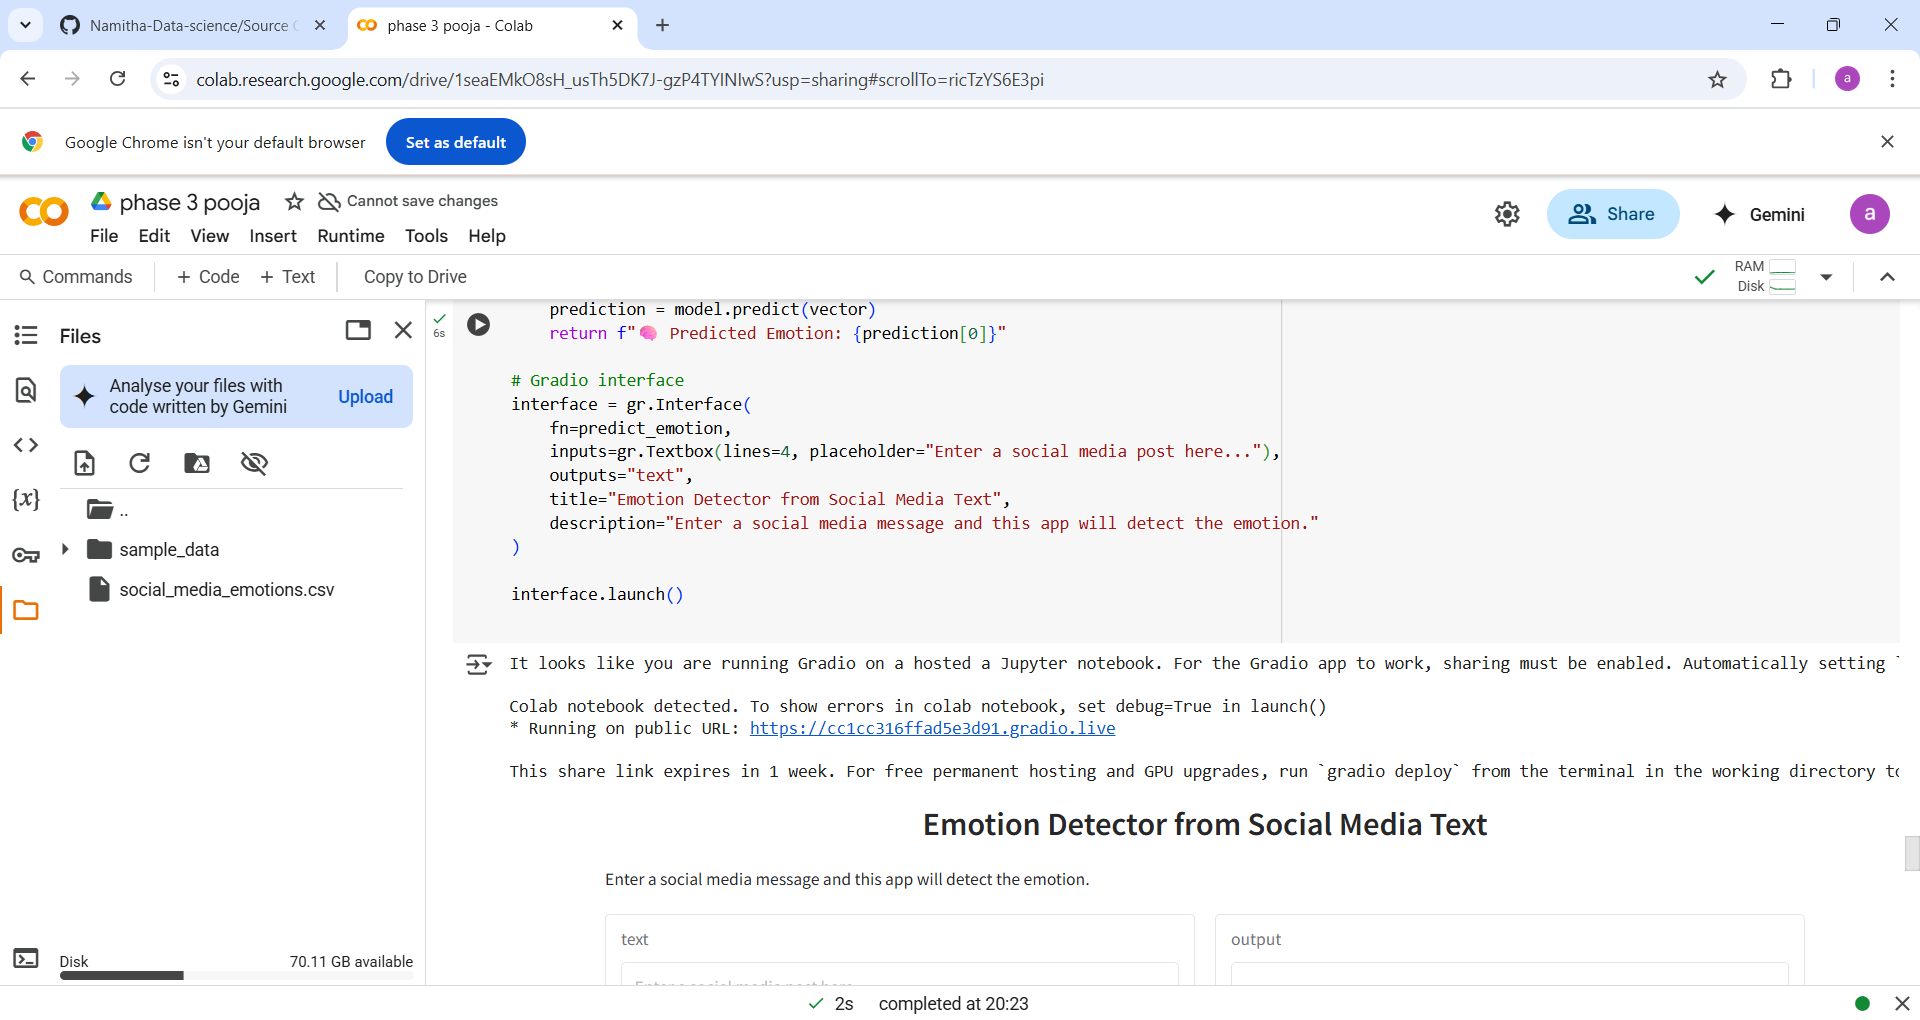 Namitha-Data-science/Source C
phase 3 pooja - Colab
colab.research.google.com/drive/1seaEMkO8sH_usTh5DK7J-gzP4TYINIwS?usp=sharing#scrollTo=ricTzYS6E3pi
a
Google Chrome isn't your default browser
Set as default
phase 3 pooja
Cannot save changes
File Edit View Insert Runtime Tools Help
Share
Gemini
a
Commands
+ Code + Text
Copy to Drive
RAM
Disk
Files
Analyse your files with
code written by Gemini
Upload
..
sample_data
social_media_emotions.csv
Disk
70.11 GB available
6s
prediction = model.predict(vector)
return f"🧠 Predicted Emotion: {prediction[0]}"
# Gradio interface
interface = gr.Interface(
fn=predict_emotion,
inputs=gr.Textbox(lines=4, placeholder="Enter a social media post here..."),
outputs="text",
title="Emotion Detector from Social Media Text",
description="Enter a social media message and this app will detect the emotion."
)
interface.launch()
It looks like you are running Gradio on a hosted a Jupyter notebook. For the Gradio app to work, sharing must be enabled. Automatically setting `
Colab notebook detected. To show errors in colab notebook, set debug=True in launch()
* Running on public URL: https://cc1cc316ffad5e3d91.gradio.live
This share link expires in 1 week. For free permanent hosting and GPU upgrades, run `gradio deploy` from the terminal in the working directory to
Emotion Detector from Social Media Text
Enter a social media message and this app will detect the emotion.
text
Enter a social media post here...
output
2s completed at 20:23